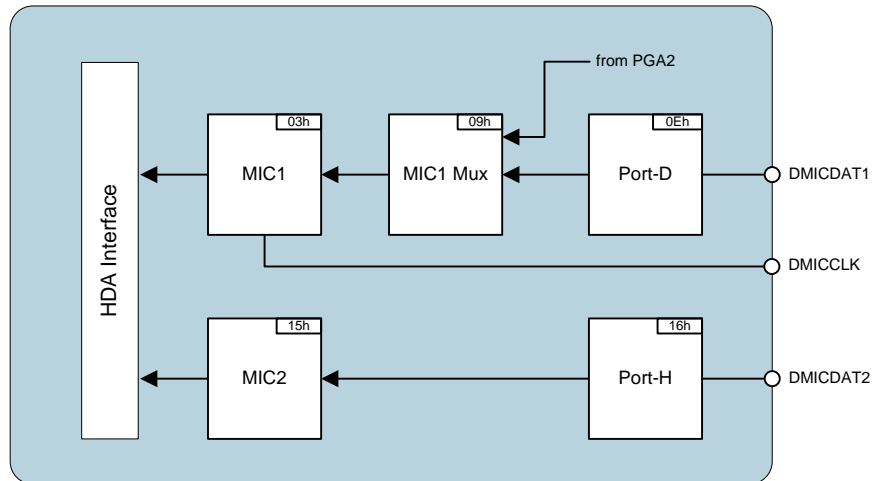 from PGA2
03h
09h
0Eh
MIC1
MIC1 Mux
Port-D
DMICDAT1
HDA Interface
DMICCLK
15h
16h
MIC2
Port-H
DMICDAT2